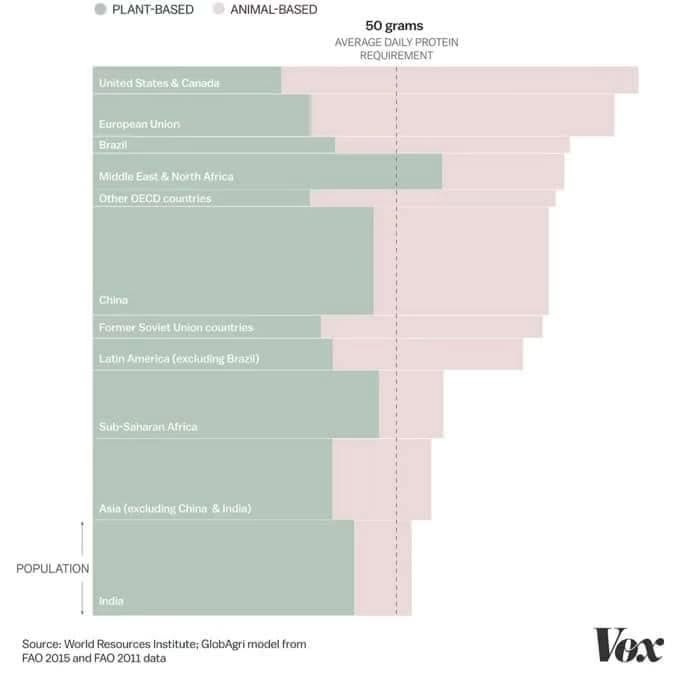 PLANT-BASED ANIMAL-BASED
50 grams
AVERAGE DAILY PROTEIN
REQUIREMENT
United States & Canada
European Union
Brazil
Middle East & North Africa
Other OECD countries
China
Former Soviet Union countries
Latin America (excluding Brazil)
Sub-Saharan Africa
Asia (excluding China & India)
POPULATION
India
Source: World Resources Institute; GlobAgri model from
FAO 2015 and FAO 2011 data
Vox